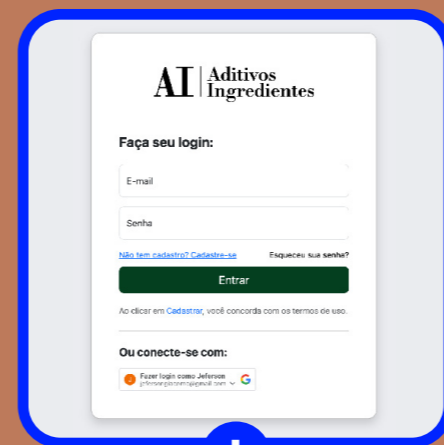 AI Aditivos
Ingredientes
Faça seu login:
E-mail
Senha
Não tem cadastro? Cadastre-se Esqueceu sua senha?
Entrar
Ao clicar em Cadastrar, você concorda com os termos de uso.
Ou conecte-se com:
J Fazer login como Jeferson
G